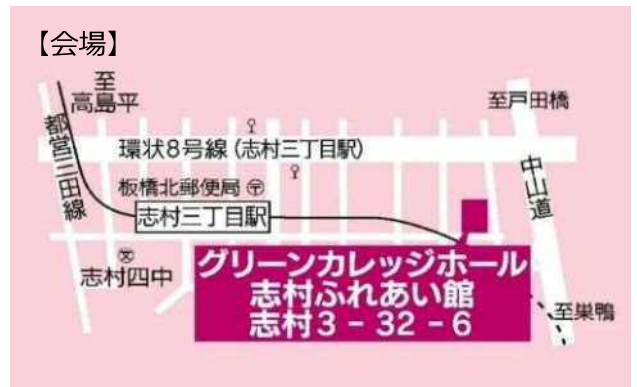 【会場】
至
高島平
至戸田橋
都営三田線
環状8号線(志村三丁目駅)
中山道
板橋北郵便局〶
志村三丁目駅
志村四中
グリーンカレッジホール
志村ふれあい館
志村3-32-6
至巣鴨